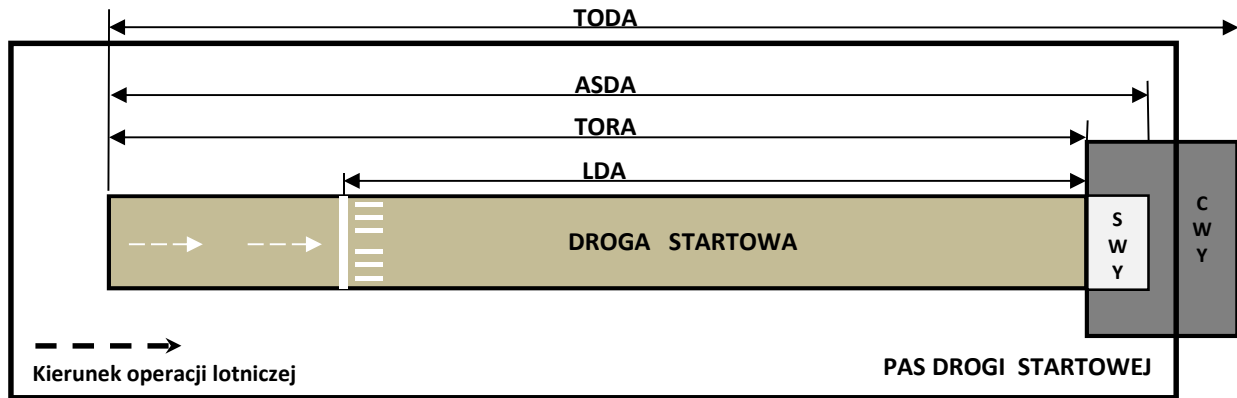 TODA
ASDA
TORA
LDA
DROGA STARTOWA
S
W
Y
C
W
Y
Kierunek operacji lotniczej
PAS DROGI STARTOWEJ